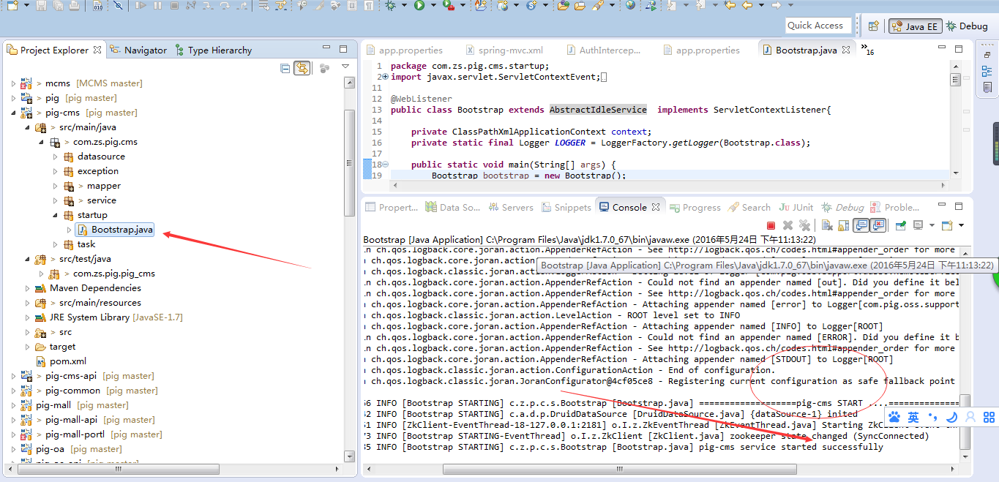 010
Quick Access
Java EE
Debug
Project Explorer
Navigator
Type Hierarchy
> mcms [MCMS master]
> pig [pig master]
> pig-cms [pig master]
> src/main/java
> com.zs.pig.cms
datasource
exception
> mapper
> service
startup
Bootstrap.java
task
> src/test/java
> com.zs.pig.pig_cms
Maven Dependencies
> src/main/resources
JRE System Library [JavaSE-1.7]
> src
target
pom.xml
> pig-cms-api [pig master]
> pig-common [pig master]
pig-mall [pig master]
> pig-mall-api [pig master]
> pig-mall-portl [pig master]
pig-oa [pig master]
app.properties
spring-mvc.xml
AuthIntercep...
app.properties
Bootstrap.java
»16
1 package com.zs.pig.cms.startup;
2 import javax.servlet.ServletContextEvent;
11
12 @WebListener
13 public class Bootstrap extends AbstractIdleService  implements ServletContextListener{
14
15     private ClassPathXmlApplicationContext context;
16     private static final Logger LOGGER = LoggerFactory.getLogger(Bootstrap.class);
17
18     public static void main(String[] args) {
19         Bootstrap bootstrap = new Bootstrap();
Propert...
Data So...
Servers
Snippets
Console
Progress
Search
JUnit
Debug
Proble...
Bootstrap [Java Application] C:\Program Files\Java\jdk1.7.0_67\bin\javaw.exe (2016年5月24日 下午11:13:22)
in ch.qos.logback.core.joran.action.AppenderRefAction - See http://logback.qos.ch/codes.html#appender_order for more
in ch.qos.logback.core.joran.action
Bootstrap [Java Application] C:\Program Files\Java\jdk1.7.0_67\bin\javaw.exe (2016年5月24日 下午11:13:22)
in ch.qos.logback.core.joran.action.AppenderRefAction - Could not find an appender named [out]. Did you define it bel
in ch.qos.logback.core.joran.action.AppenderRefAction - See http://logback.qos.ch/codes.html#appender_order for more
in ch.qos.logback.core.joran.action.AppenderRefAction - Attaching appender named [error] to Logger[com.pig.oss.support
in ch.qos.logback.classic.joran.action.LevelAction - ROOT level set to INFO
in ch.qos.logback.core.joran.action.AppenderRefAction - Attaching appender named [INFO] to Logger[ROOT]
in ch.qos.logback.core.joran.action.AppenderRefAction - Could not find an appender named [ERROR]. Did you define it b
in ch.qos.logback.core.joran.action.AppenderRefAction - See http://logback.qos.ch/codes.html#appender_order for more
in ch.qos.logback.core.joran.action.AppenderRefAction - Attaching appender named [STDOUT] to Logger[ROOT]
in ch.qos.logback.classic.joran.action.ConfigurationAction - End of configuration.
in ch.qos.logback.classic.joran.JoranConfigurator@4cf05ce8 - Registering current configuration as safe fallback point
56 INFO [Bootstrap STARTING] c.z.p.c.s.Bootstrap [Bootstrap.java] ===================pig-cms START ....==============
42 INFO [Bootstrap STARTING] c.a.d.p.DruidDataSource [DruidDataSource.java] {dataSource-1} inited
51 INFO [ZkClient-EventThread-18-127.0.0.1:2181] o.I.z.ZkEventThread [ZkEventThread.java] Starting ZkClient
73 INFO [Bootstrap STARTING-EventThread] o.I.z.ZkClient [ZkClient.java] zookeeper state changed (SyncConnected)
35 INFO [Bootstrap STARTING] c.z.p.c.s.Bootstrap [Bootstrap.java] pig-cms service started successfully
英